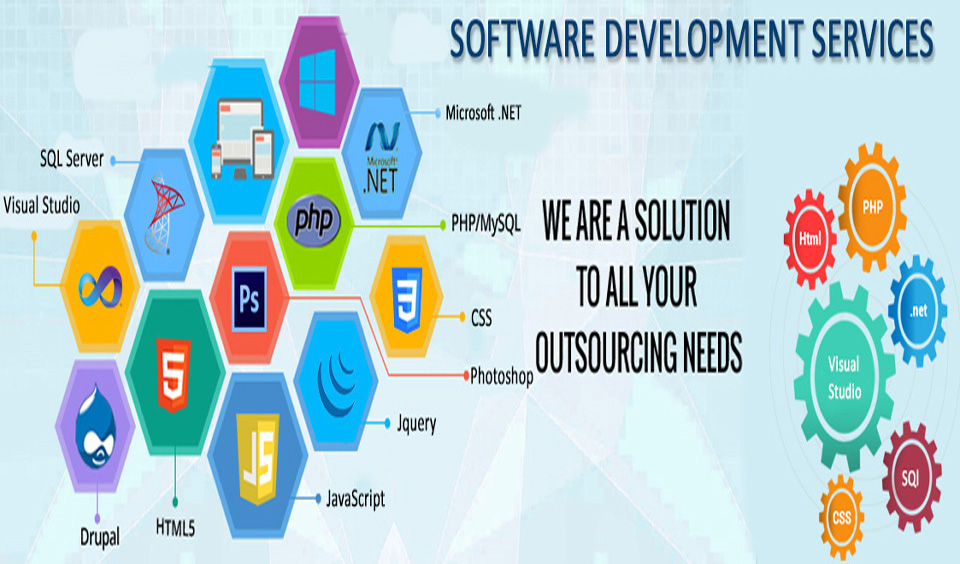 SOFTWARE DEVELOPMENT SERVICES
Microsoft .NET
Microsoft
.NET
SQL Server
Visual Studio
php
PHP/MySQL
Ps
3
CSS
Photoshop
5
Jquery
JS
JavaScript
HTML5
Drupal
WE ARE A SOLUTION
TO ALL YOUR
OUTSOURCING NEEDS
PHP
Html
.net
Visual
Studio
SQl
CSS